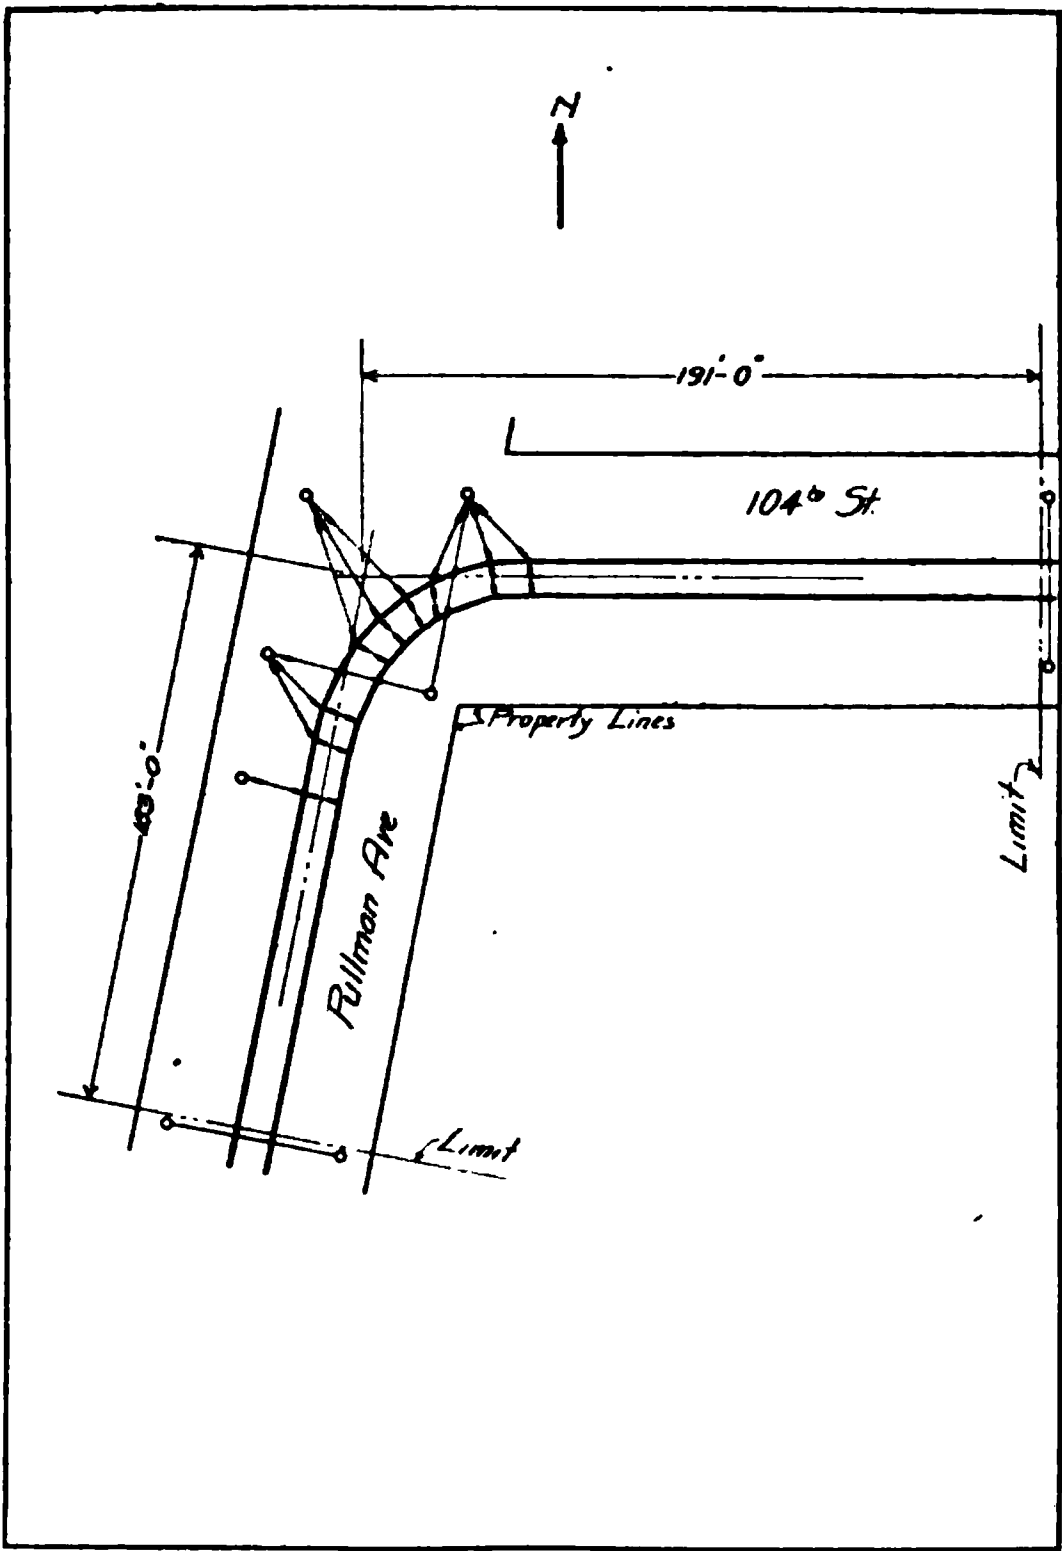 N
191'-0"
104th St.
Property Lines
Pullman Ave
Limit
Limit